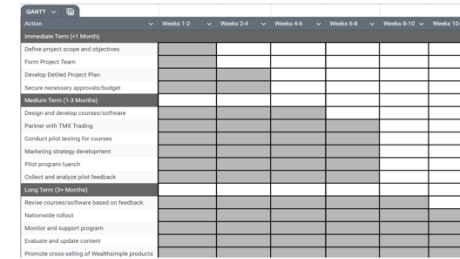 GANTT
Action Weeks 1-2 Weeks 2-4 Weeks 4-6 Weeks 6-8 Weeks 8-10 Weeks 10
Immediate Term (<1 Month)
Define project scope and objectives
Form Project Team
Develop Detiled Project Plan
Secure necessary approvals/budget
Medium Term (1-3 Months)
Design and develop courses/software
Partner with TMX Trading
Conduct pilot testing for courses
Marketing strategy development
Pilot program luanch
Collect and analyze pilot feedback
Long Term (3+ Months)
Revise courses/software based on feedback
Nationwide rollout
Monitor and support program
Evaluate and update content
Promote cross-selling of Wealthsimple products